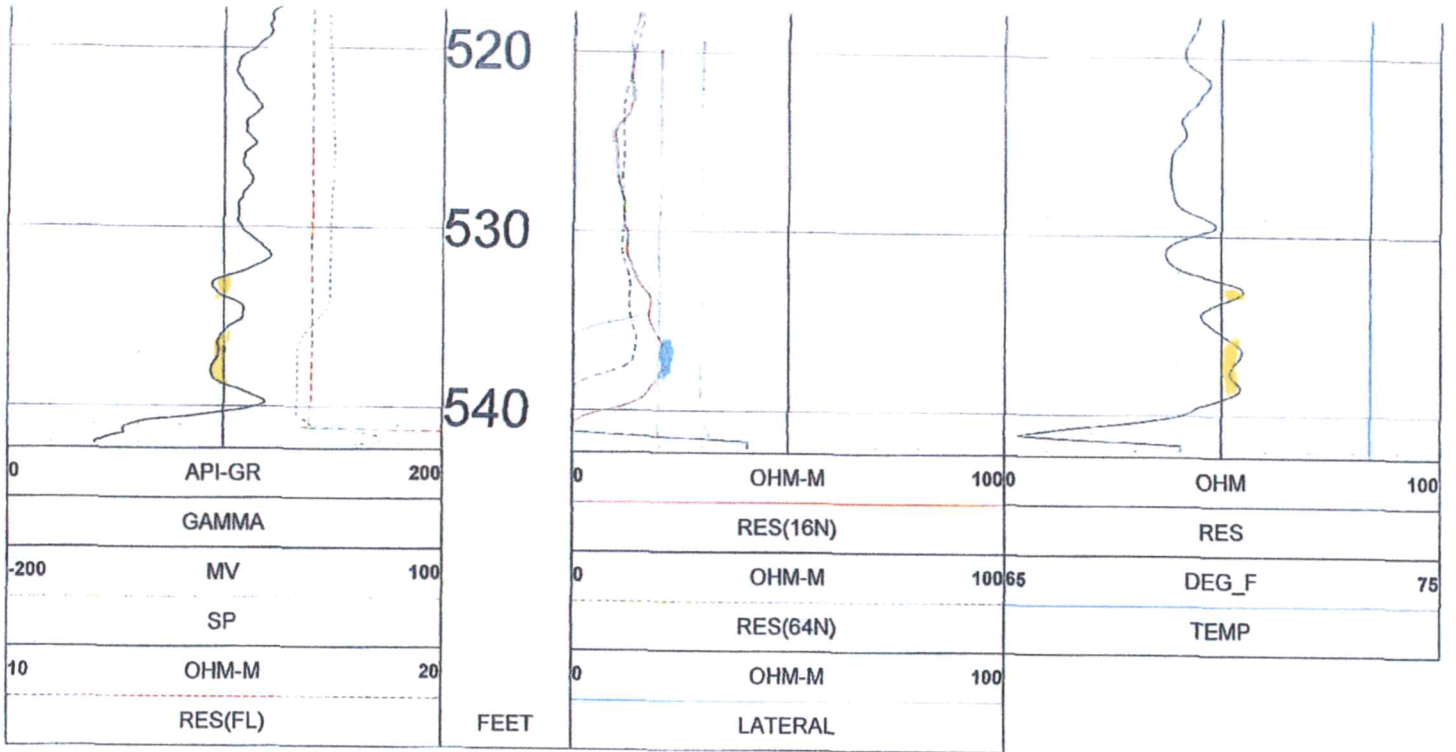 520
530
540
0 API-GR 200
GAMMA
-200 MV 100
SP
10 OHM-M 20
RES(FL)
FEET
0 OHM-M 100
RES(16N)
0 OHM-M 100
RES(64N)
0 OHM-M 100
LATERAL
0 OHM 100
RES
65 DEG_F 75
TEMP